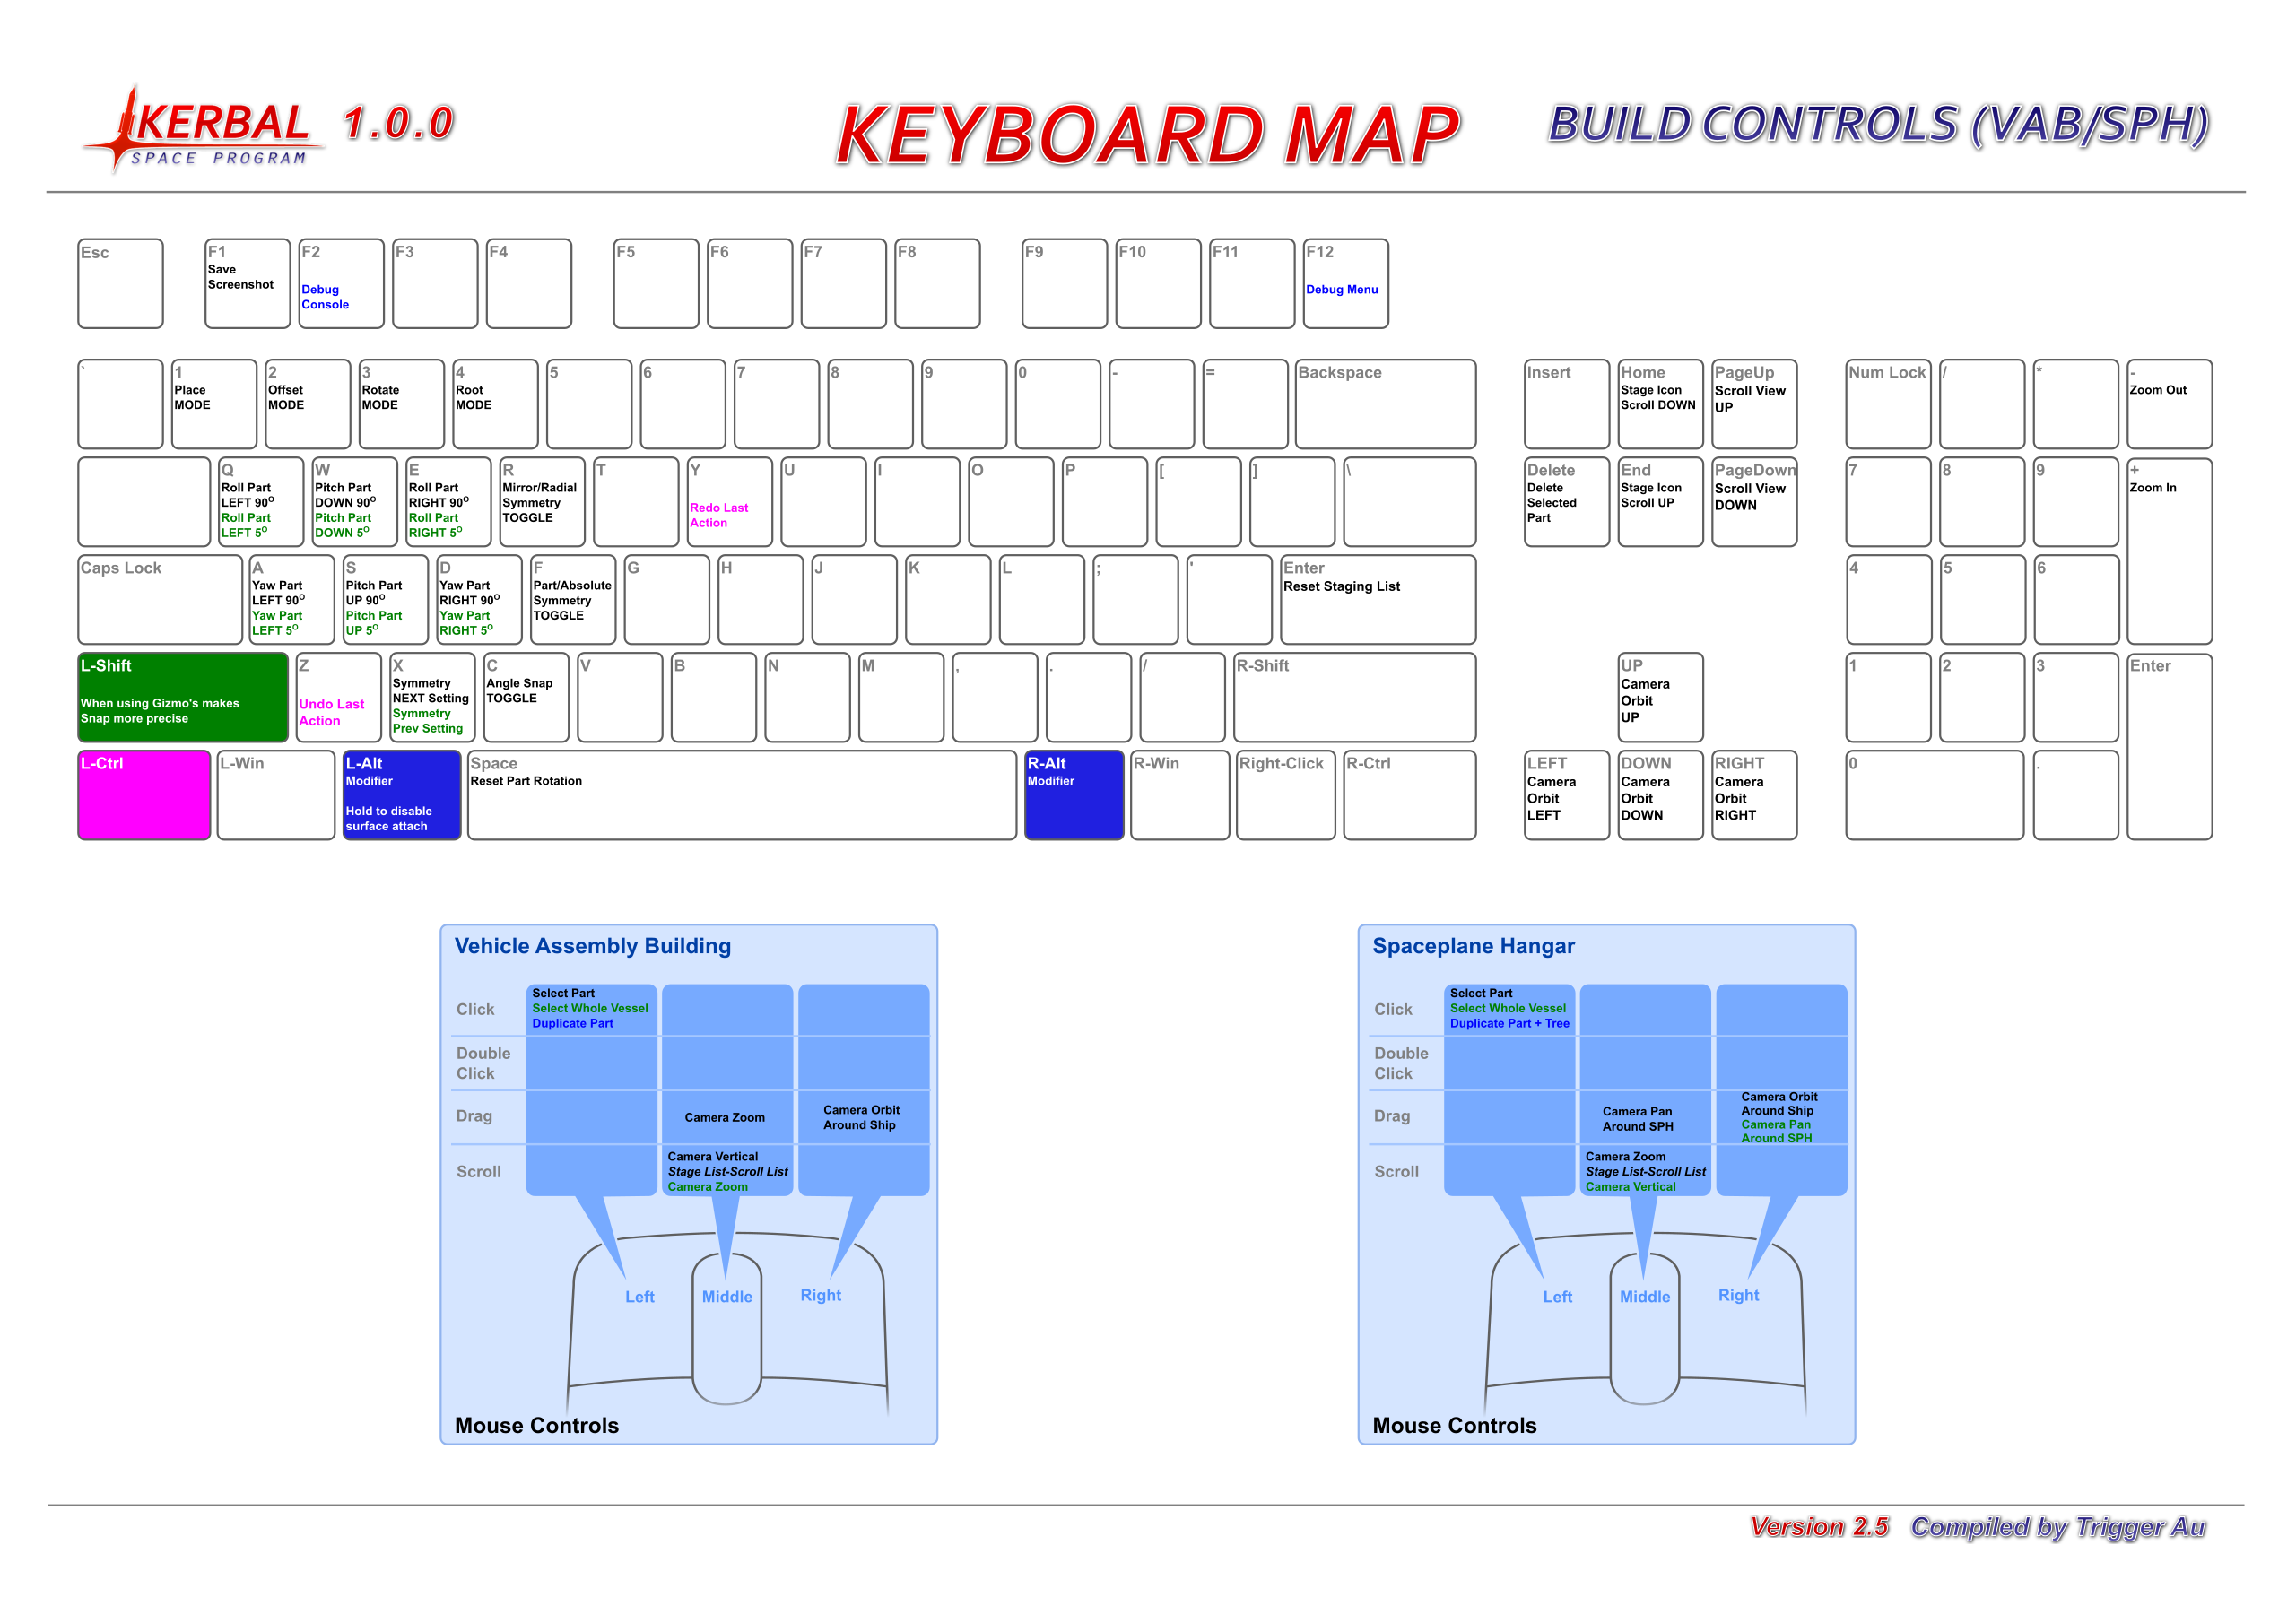 KERBAL
SPACE PROGRAM
1.0.0
KEYBOARD MAP
BUILD CONTROLS (VAB/SPH)
Esc
F1
Save
Screenshot
F2
Debug
Console
F3
F4
F5
F6
F7
F8
F9
F10
F11
F12
Debug Menu
`
1
Place
MODE
2
Offset
MODE
3
Rotate
MODE
4
Root
MODE
5
6
7
8
9
0
-
=
Backspace
Insert
Home
Stage Icon
Scroll DOWN
PageUp
Scroll View
UP
Num Lock
/
*
-
Zoom Out
Q
Roll Part
LEFT 90°
Roll Part
LEFT 5°
W
Pitch Part
DOWN 90°
Pitch Part
DOWN 5°
E
Roll Part
RIGHT 90°
Roll Part
RIGHT 5°
R
Mirror/Radial
Symmetry
TOGGLE
T
Y
Redo Last
Action
U
I
O
P
[
]
\
Delete
Delete
Selected
Part
End
Stage Icon
Scroll UP
PageDown
Scroll View
DOWN
7
8
9
+
Zoom In
Caps Lock
A
Yaw Part
LEFT 90°
Yaw Part
LEFT 5°
S
Pitch Part
UP 90°
Pitch Part
UP 5°
D
Yaw Part
RIGHT 90°
Yaw Part
RIGHT 5°
F
Part/Absolute
Symmetry
TOGGLE
G
H
J
K
L
;
'
Enter
Reset Staging List
4
5
6
L-Shift
When using Gizmo's makes
Snap more precise
Z
Undo Last
Action
X
Symmetry
NEXT Setting
Symmetry
Prev Setting
C
Angle Snap
TOGGLE
V
B
N
M
,
.
/
R-Shift
UP
Camera
Orbit
UP
1
2
3
Enter
L-Ctrl
L-Win
L-Alt
Modifier
Hold to disable
surface attach
Space
Reset Part Rotation
R-Alt
Modifier
R-Win
Right-Click
R-Ctrl
LEFT
Camera
Orbit
LEFT
DOWN
Camera
Orbit
DOWN
RIGHT
Camera
Orbit
RIGHT
0
.
Vehicle Assembly Building
Click
Select Part
Select Whole Vessel
Duplicate Part
Double
Click
Drag
Camera Zoom
Camera Orbit
Around Ship
Scroll
Camera Vertical
Stage List-Scroll List
Camera Zoom
Left
Middle
Right
Mouse Controls
Spaceplane Hangar
Click
Select Part
Select Whole Vessel
Duplicate Part + Tree
Double
Click
Drag
Camera Pan
Around SPH
Camera Orbit
Around Ship
Camera Pan
Around SPH
Scroll
Camera Zoom
Stage List-Scroll List
Camera Vertical
Left
Middle
Right
Mouse Controls
Version 2.5 Compiled by Trigger Au